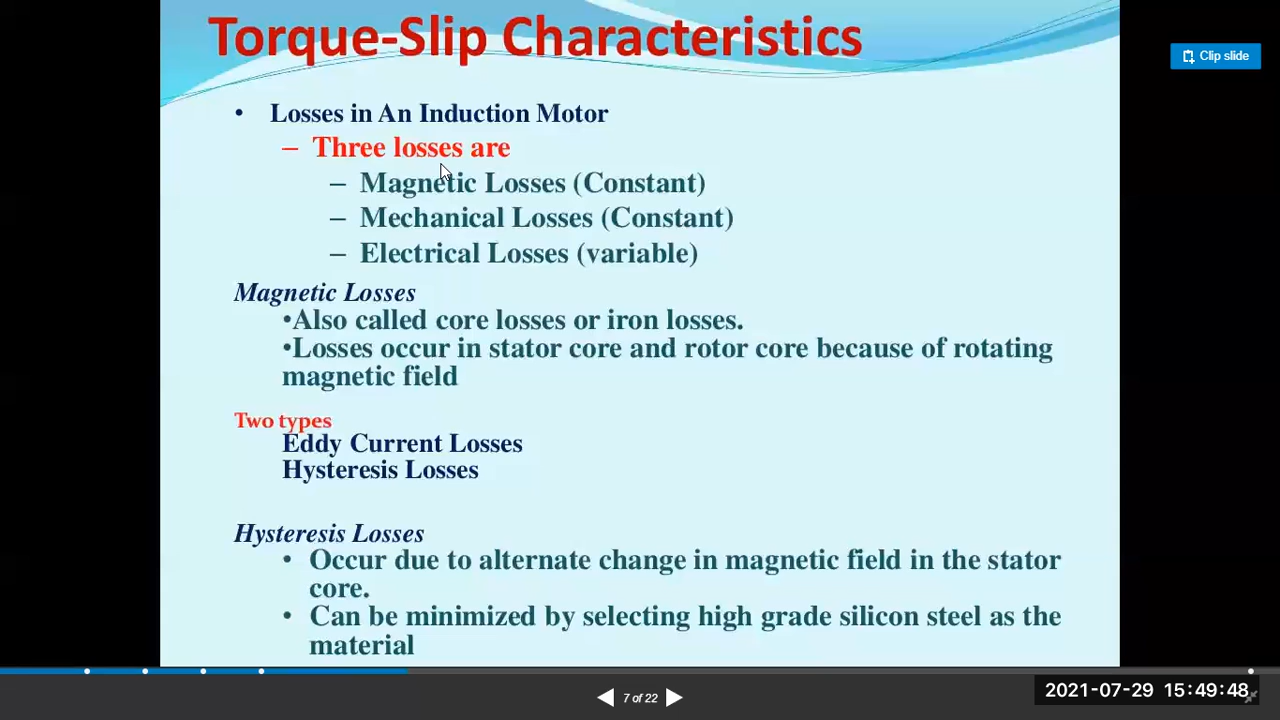 Torque-Slip Characteristics
Clip slide
• Losses in An Induction Motor
– Three losses are
– Magnetic Losses (Constant)
– Mechanical Losses (Constant)
– Electrical Losses (variable)
Magnetic Losses
•Also called core losses or iron losses.
•Losses occur in stator core and rotor core because of rotating
magnetic field
Two types
Eddy Current Losses
Hysteresis Losses
Hysteresis Losses
• Occur due to alternate change in magnetic field in the stator
core.
• Can be minimized by selecting high grade silicon steel as the
material
7 of 22
2021-07-29 15:49:48